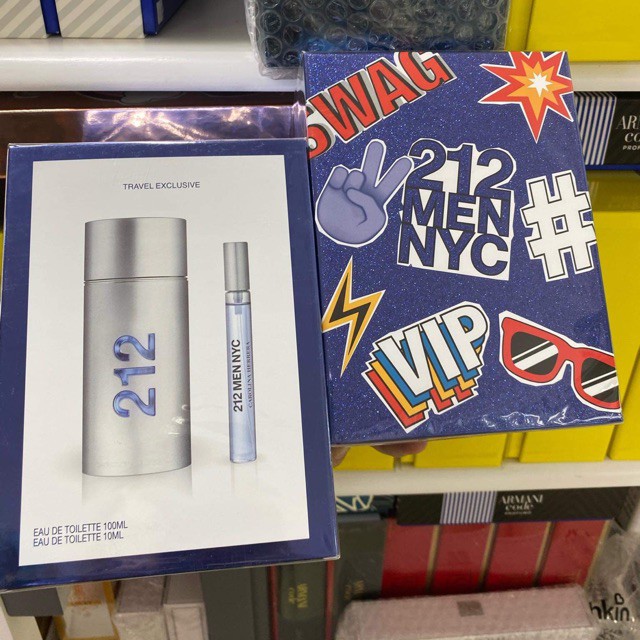 TRAVEL EXCLUSIVE
212
212 MEN NYC
CAROLINA HERRERA
EAU DE TOILETTE 100ML
EAU DE TOILETTE 10ML
SWAG
212
MEN
NYC
#
VIP
ARMANI
code
PARFUMS